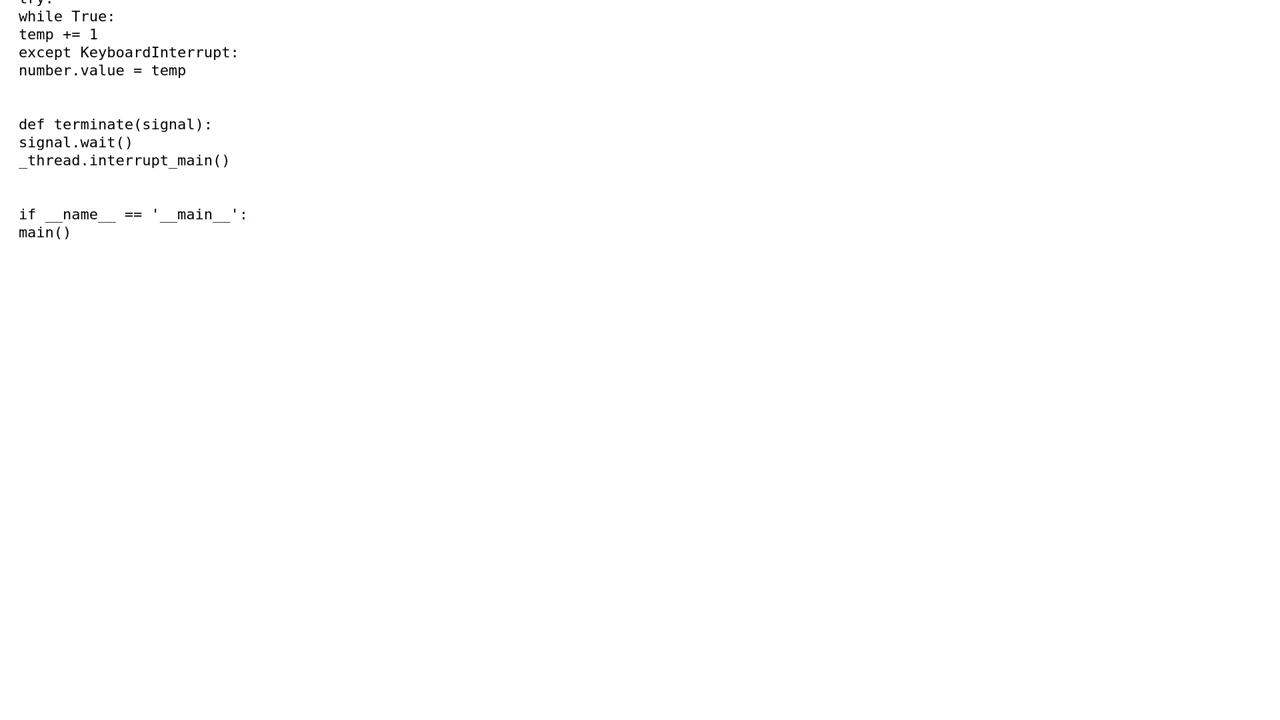 try:
while True:
temp += 1
except KeyboardInterrupt:
number.value = temp
def terminate(signal):
signal.wait()
_thread.interrupt_main()
if __name__ == '__main__':
main()